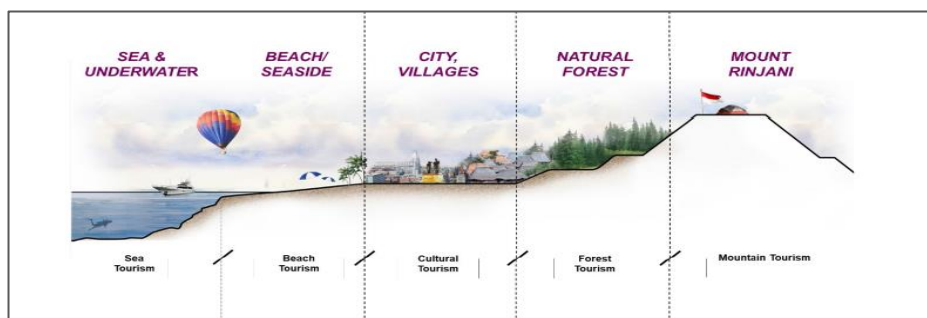 SEA &
UNDERWATER
BEACH/
SEASIDE
CITY,
VILLAGES
NATURAL
FOREST
MOUNT
RINJANI
Sea
Tourism
Beach
Tourism
Cultural
Tourism
Forest
Tourism
Mountain Tourism